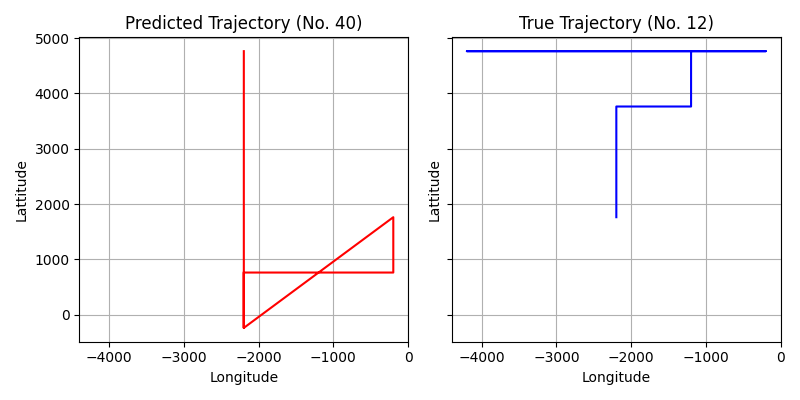 Predicted Trajectory (No. 40)
True Trajectory (No. 12)
5000
4000
3000
2000
1000
0
Lattitude
Lattitude
−4000 −3000 −2000 −1000 0
−4000 −3000 −2000 −1000 0
Longitude
Longitude